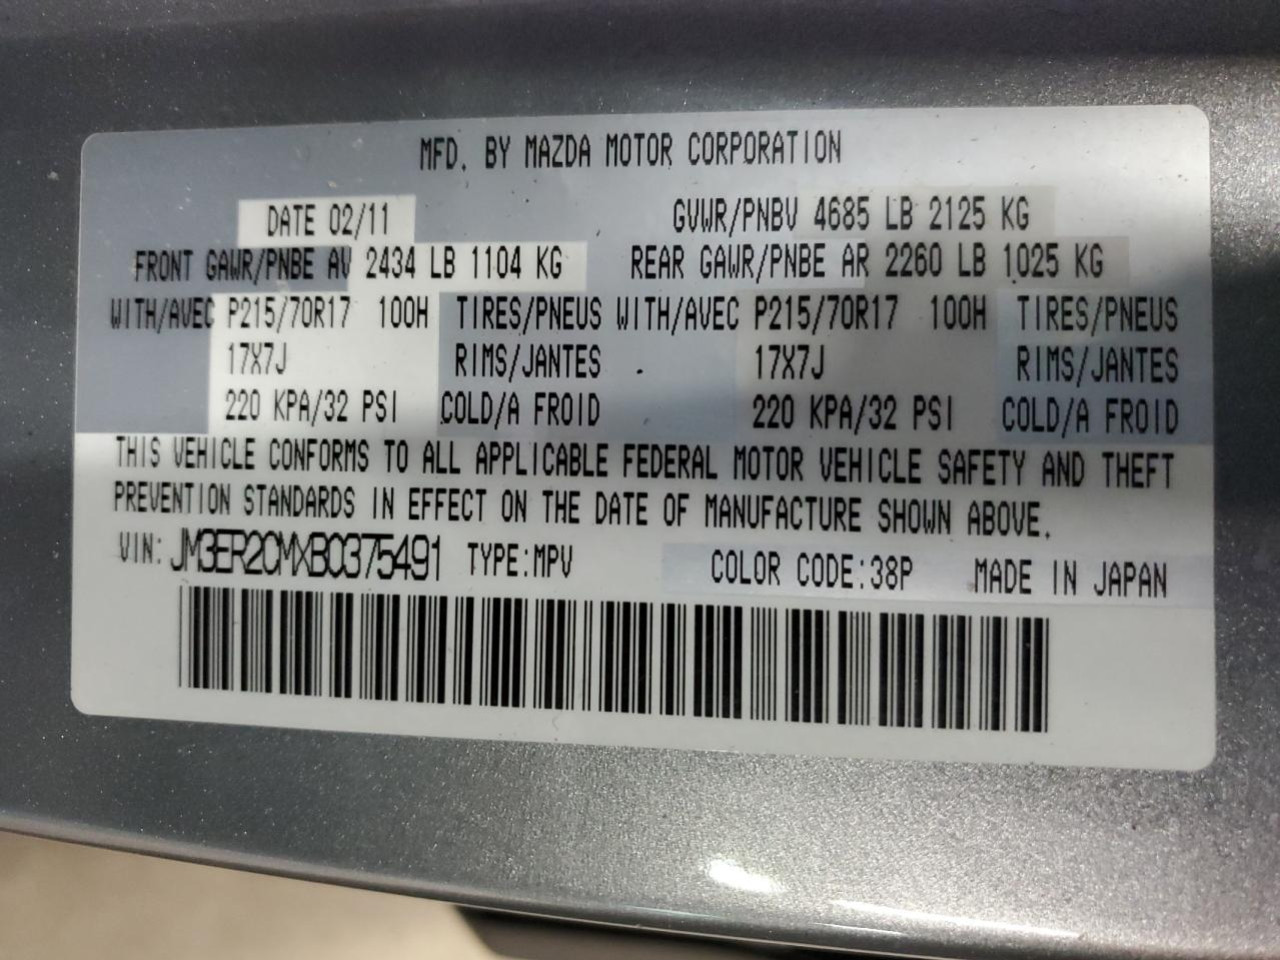 MFD. BY MAZDA MOTOR CORPORATION
DATE 02/11 GVWR/PNBV 4685 LB 2125 KG
FRONT GAWR/PNBE AV 2434 LB 1104 KG REAR GAWR/PNBE AR 2260 LB 1025 KG
WITH/AVEC P215/70R17 100H TIRES/PNEUS WITH/AVEC P215/70R17 100H TIRES/PNEUS
17X7J RIMS/JANTES 17X7J RIMS/JANTES
220 KPA/32 PSI COLD/A FROID 220 KPA/32 PSI COLD/A FROID
THIS VEHICLE CONFORMS TO ALL APPLICABLE FEDERAL MOTOR VEHICLE SAFETY AND THEFT
PREVENTION STANDARDS IN EFFECT ON THE DATE OF MANUFACTURE SHOWN ABOVE.
VIN: JM3ER2CMXB0375491 TYPE:MPV COLOR CODE:38P MADE IN JAPAN